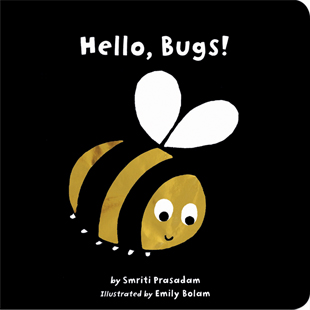 Hello, Bugs!
by Smriti Prasadam
Illustrated by Emily Bolam